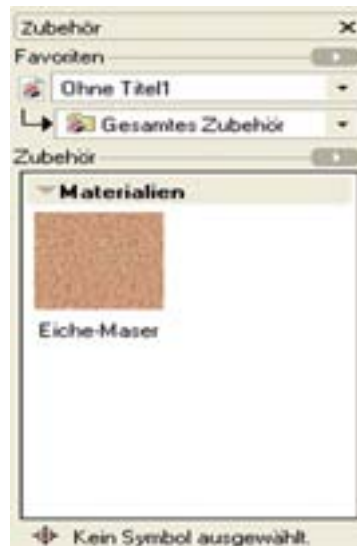 Zubehör
Favoriten
Ohne Titel1
Gesamtes Zubehör
Zubehör
Materialien
Eiche-Maser
Kein Symbol ausgewählt.